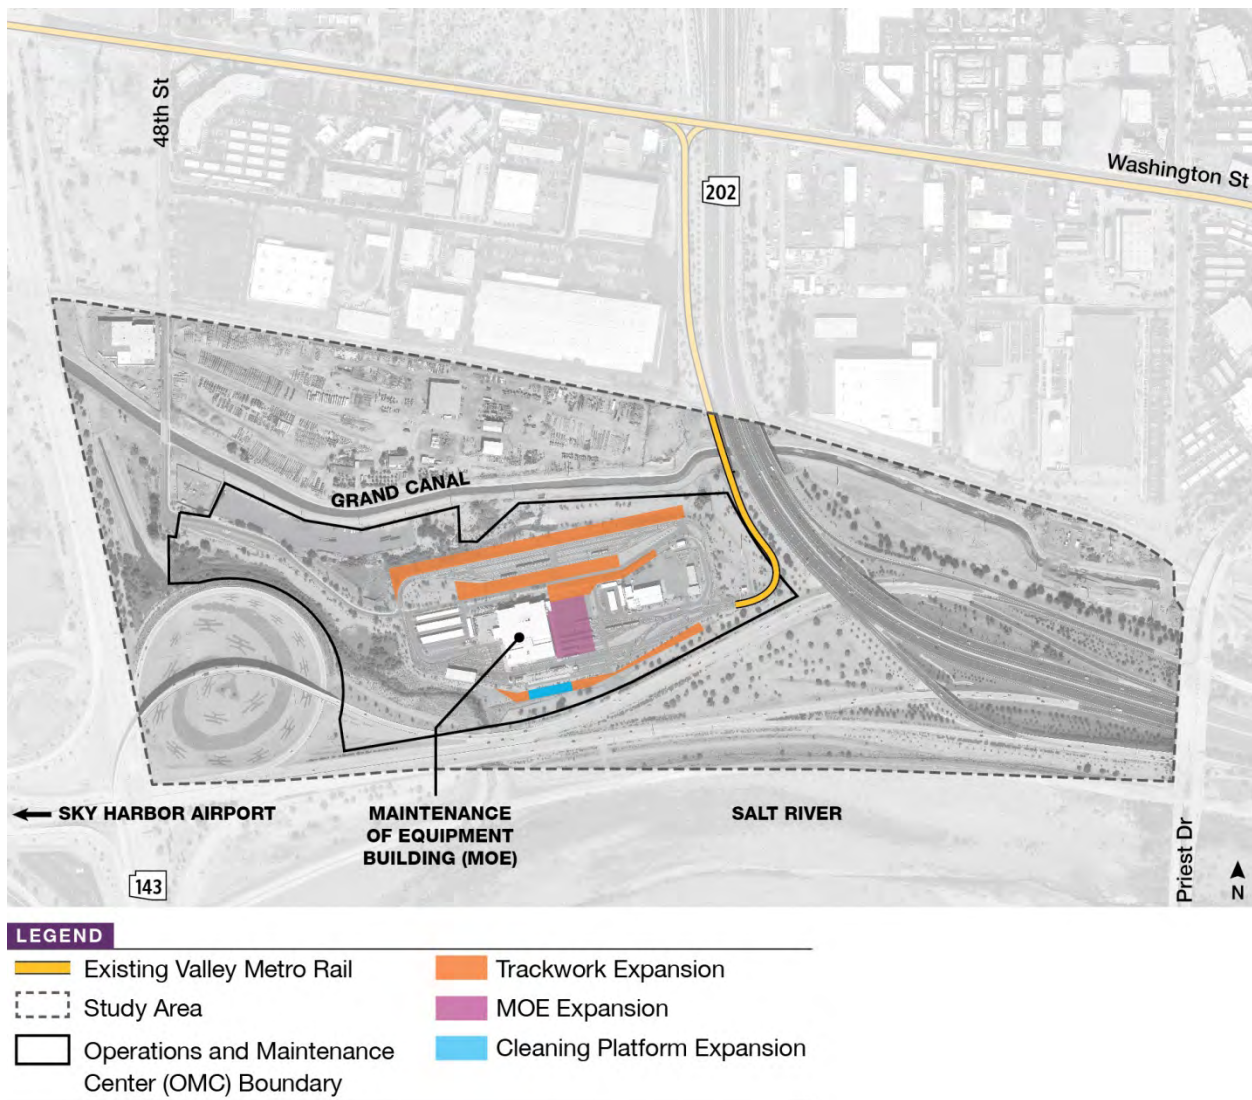 48th St
Washington St
202
GRAND CANAL
SKY HARBOR AIRPORT
MAINTENANCE
OF EQUIPMENT
BUILDING (MOE)
SALT RIVER
Priest Dr
143
N
LEGEND
Existing Valley Metro Rail
Study Area
Operations and Maintenance
Center (OMC) Boundary
Trackwork Expansion
MOE Expansion
Cleaning Platform Expansion